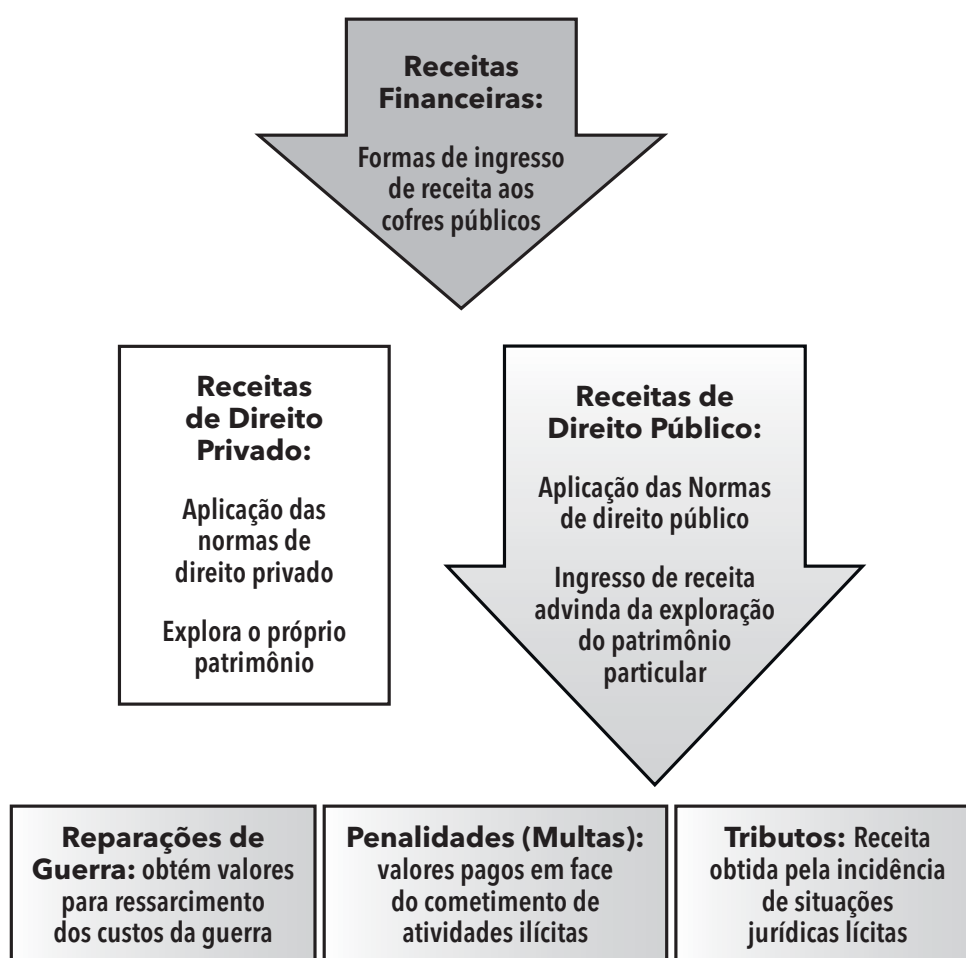 Receitas
Financeiras:
Formas de ingresso
de receita aos
cofres públicos
Receitas
de Direito
Privado:
Aplicação das
normas de
direito privado
Explora o próprio
patrimônio
Receitas de
Direito Público:
Aplicação das Normas
de direito público
Ingresso de receita
advinda da exploração
do patrimônio
particular
Reparações de
Guerra: obtém valores
para ressarcimento
dos custos da guerra
Penalidades (Multas):
valores pagos em face
do cometimento de
atividades ilícitas
Tributos: Receita
obtida pela incidência
de situações
jurídicas lícitas